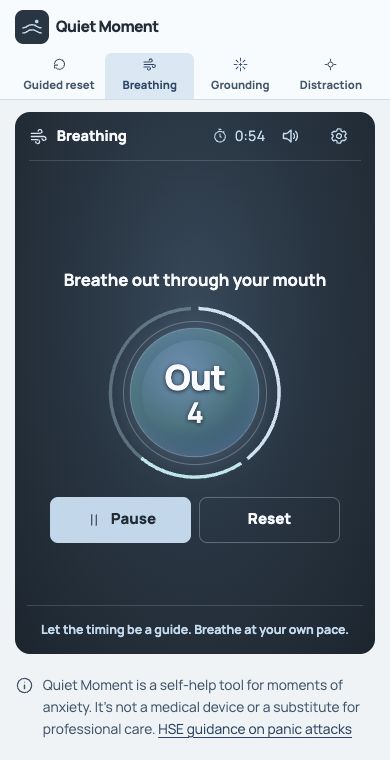 Quiet Moment
Guided reset
Breathing
Grounding
Distraction
Breathing
0:54
Breathe out through your mouth
Out
4
Pause
Reset
Let the timing be a guide. Breathe at your own pace.
Quiet Moment is a self-help tool for moments of
anxiety. It's not a medical device or a substitute for
professional care. HSE guidance on panic attacks